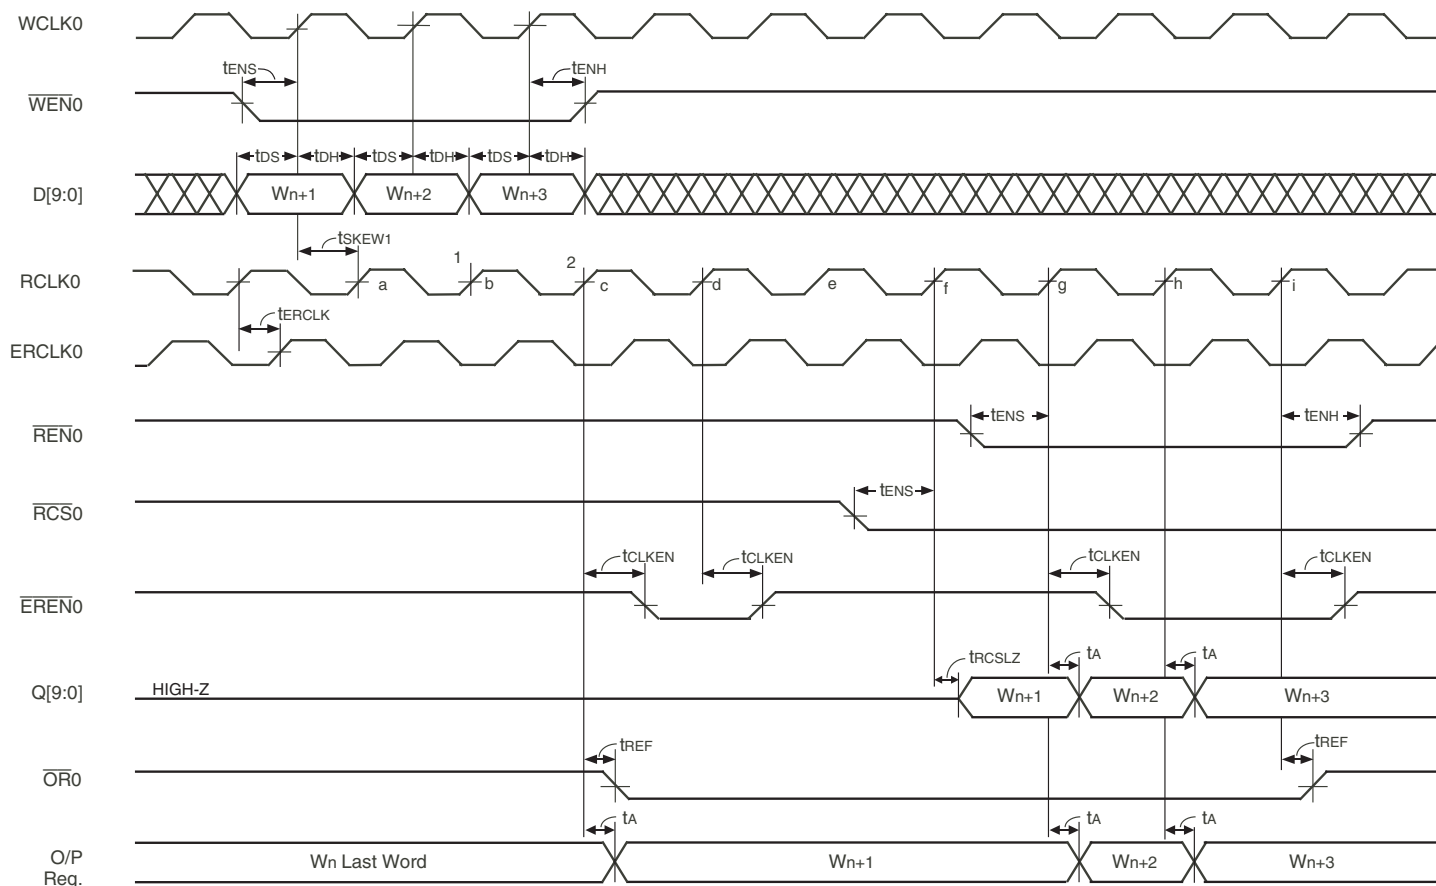 WCLK0
tENS tENH
WEN0
tDS tDH tDS tDH tDS tDH
D[9:0] Wn+1 Wn+2 Wn+3
tSKEW1
1 2
RCLK0 a b c d e f g h i
tERCLK
ERCLK0
REN0 tENS tENH
RCS0 tENS
tCLKEN tCLKEN tCLKEN tCLKEN
EREN0
tRCSLZ tA tA
Q[9:0] HIGH-Z Wn+1 Wn+2 Wn+3
tREF tREF
OR0
tA tA tA
O/P Wn Last Word Wn+1 Wn+2 Wn+3
Reg.